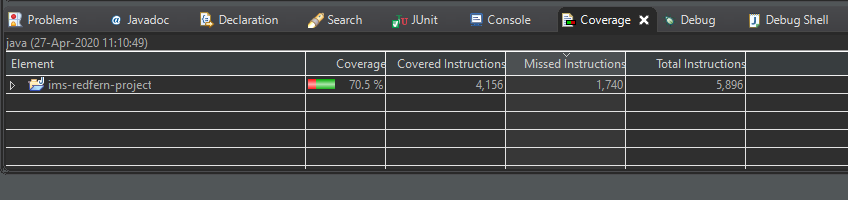 Problems @ Javadoc Declaration Search JUnit Console Coverage Debug Debug Shell
java (27-Apr-2020 11:10:49)
Element Coverage Covered Instructions Missed Instructions Total Instructions
ims-redfern-project 70.5 % 4,156 1,740 5,896